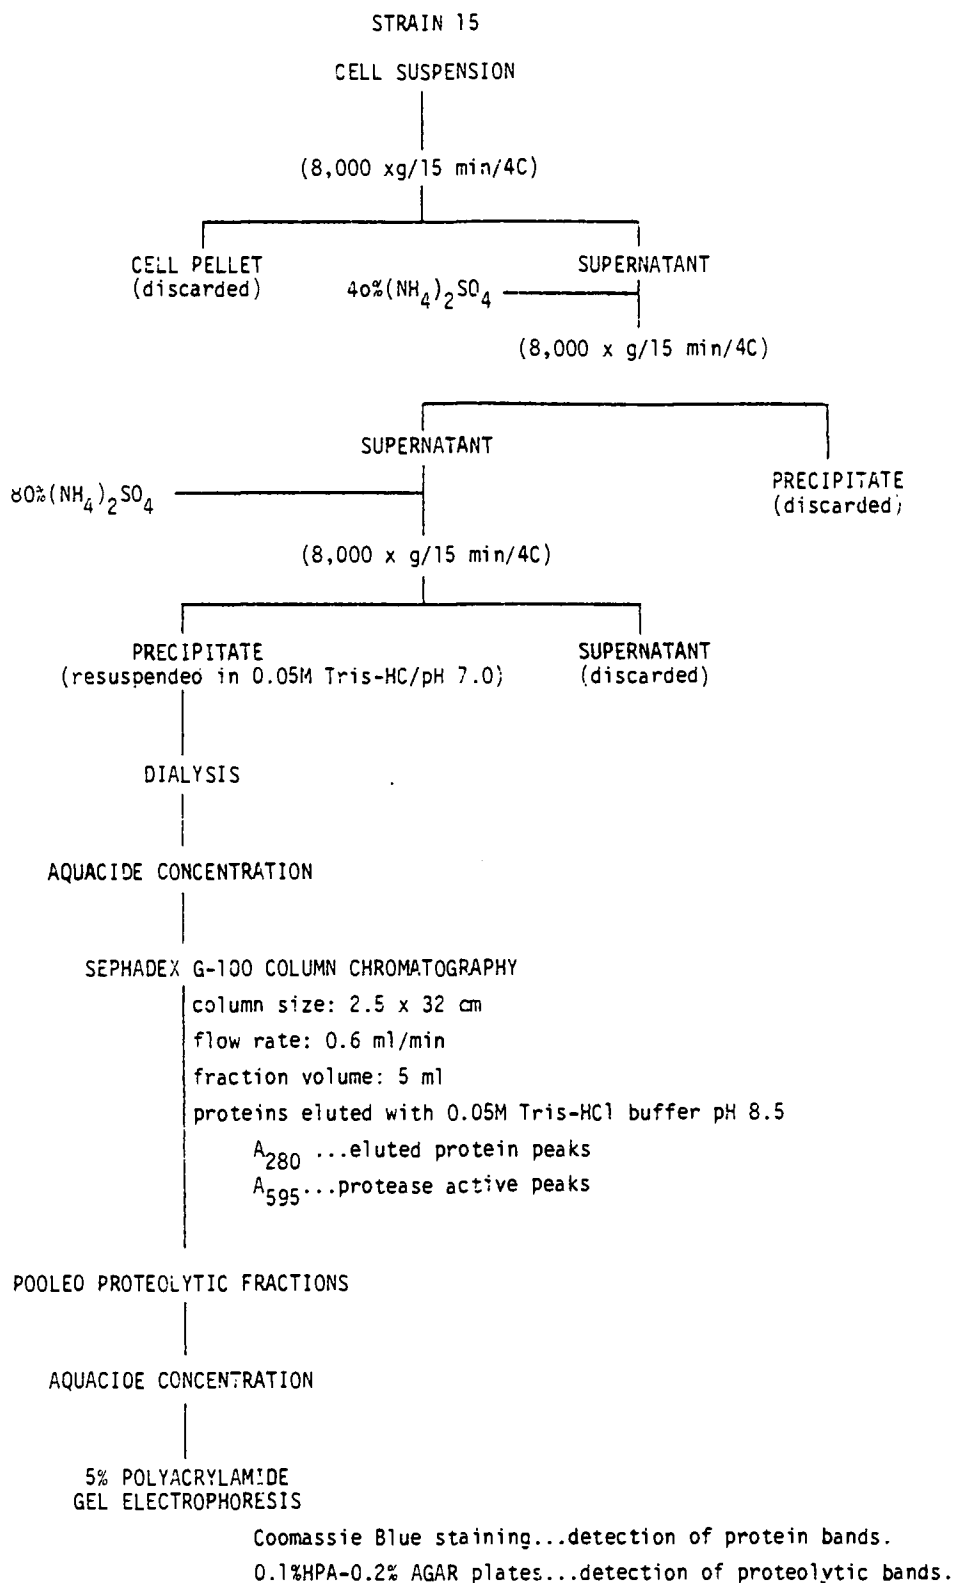 STRAIN 15
CELL SUSPENSION
(8,000 xg/15 min/4C)
CELL PELLET
(discarded)
SUPERNATANT
40%(NH4)2SO4
(8,000 x g/15 min/4C)
SUPERNATANT
PRECIPITATE
(discarded)
80%(NH4)2SO4
(8,000 x g/15 min/4C)
PRECIPITATE
(resuspended in 0.05M Tris-HC/pH 7.0)
SUPERNATANT
(discarded)
DIALYSIS
AQUACIDE CONCENTRATION
SEPHADEX G-100 COLUMN CHROMATOGRAPHY
column size: 2.5 x 32 cm
flow rate: 0.6 ml/min
fraction volume: 5 ml
proteins eluted with 0.05M Tris-HCl buffer pH 8.5
A280 ...eluted protein peaks
A595...protease active peaks
POOLED PROTEOLYTIC FRACTIONS
AQUACIDE CONCENTRATION
5% POLYACRYLAMIDE
GEL ELECTROPHORESIS
Coomassie Blue staining...detection of protein bands.
0.1%HPA-0.2% AGAR plates...detection of proteolytic bands.